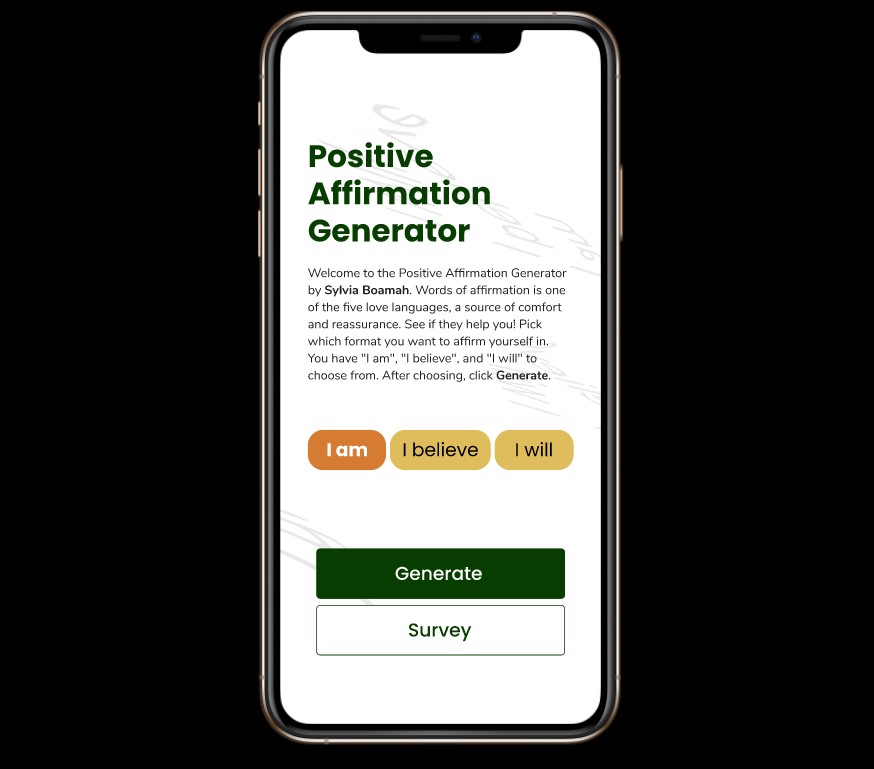 Positive
Affirmation
Generator
Welcome to the Positive Affirmation Generator
by Sylvia Boamah. Words of affirmation is one
of the five love languages, a source of comfort
and reassurance. See if they help you! Pick
which format you want to affirm yourself in.
You have "I am", "I believe", and "I will" to
choose from. After choosing, click Generate.
I am I believe I will
Generate
Survey